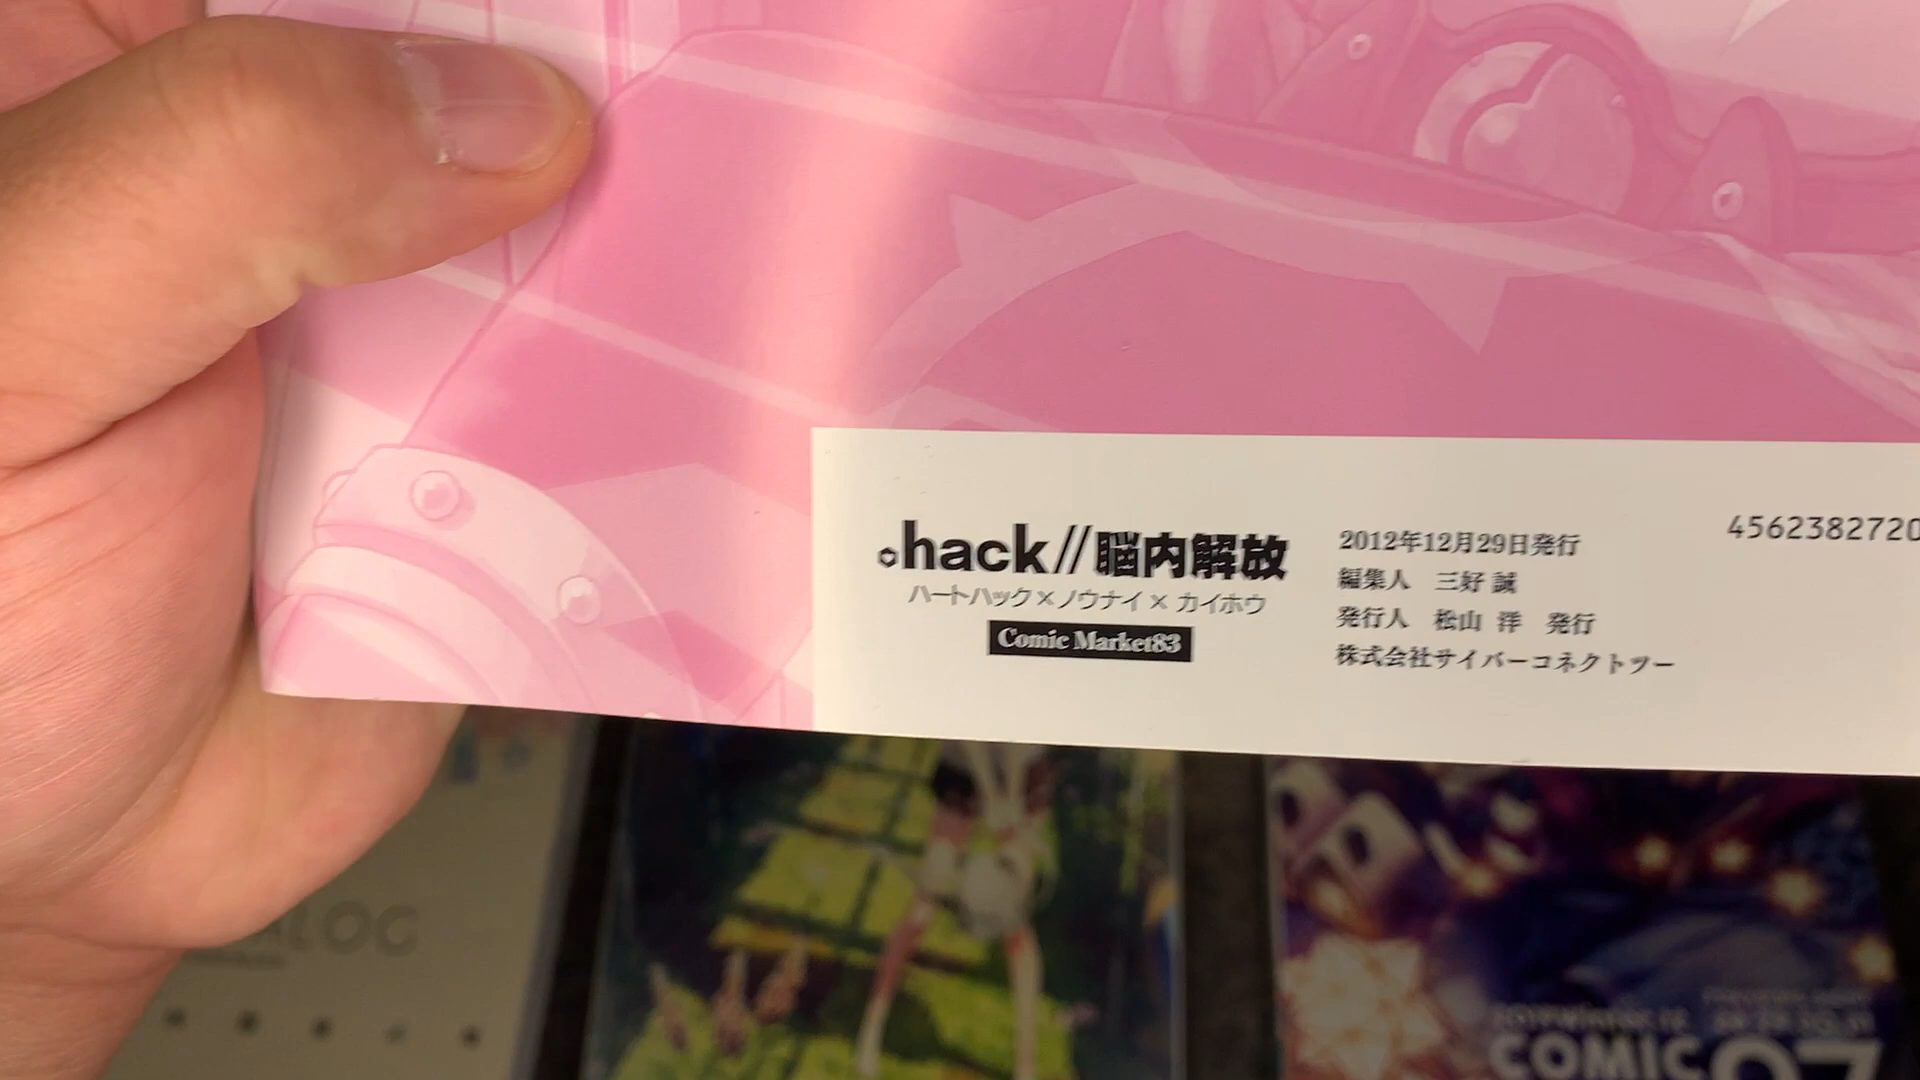 .hack//脳内解放
ハートハック×ノウナイ×カイホウ
Comic Market83
2012年12月29日発行
編集人 三好 誠
発行人 松山 洋 発行
株式会社サイバーコネクトツー
4562382720
LOG
COMIC
97